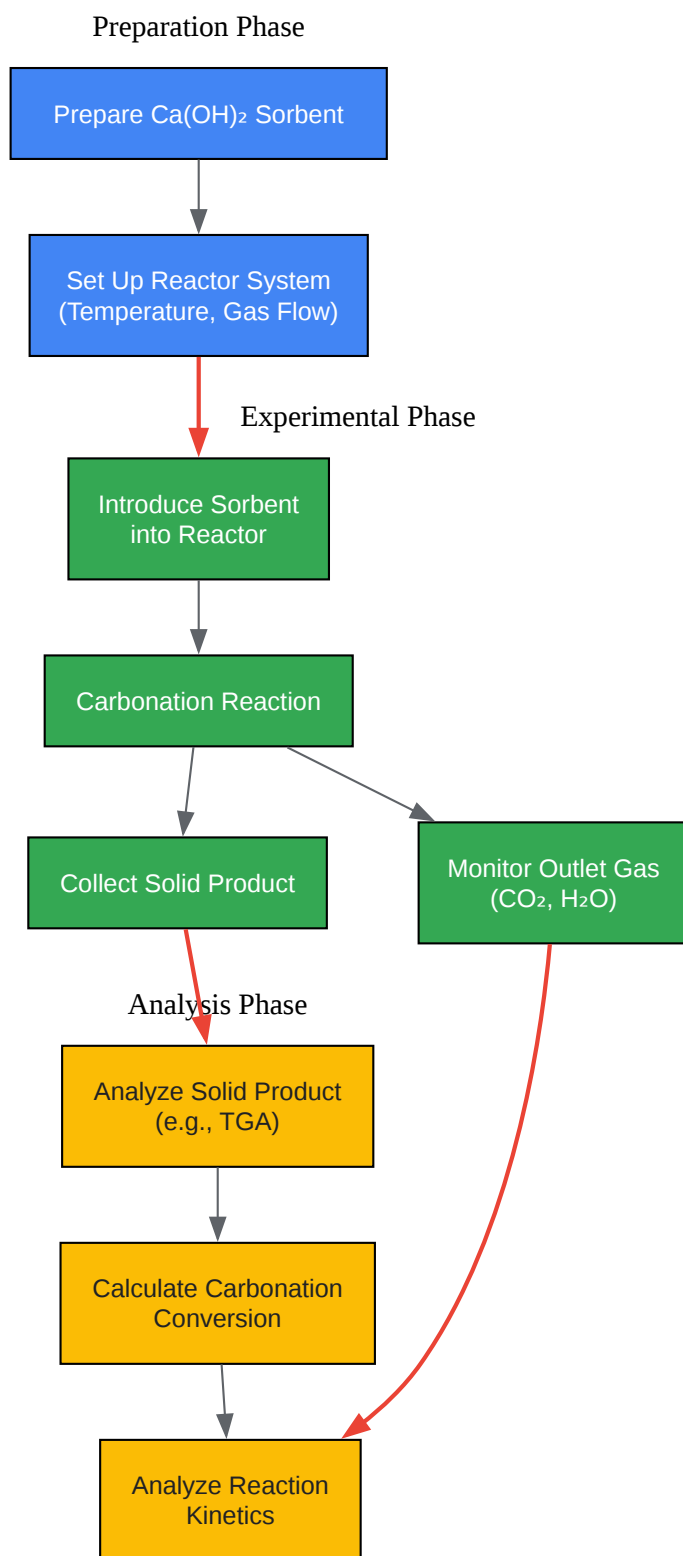 Preparation Phase
Prepare Ca(OH)₂ Sorbent
Set Up Reactor System
(Temperature, Gas Flow)
Experimental Phase
Introduce Sorbent
into Reactor
Carbonation Reaction
Collect Solid Product
Monitor Outlet Gas
(CO₂, H₂O)
Analysis Phase
Analyze Solid Product
(e.g., TGA)
Calculate Carbonation
Conversion
Analyze Reaction
Kinetics